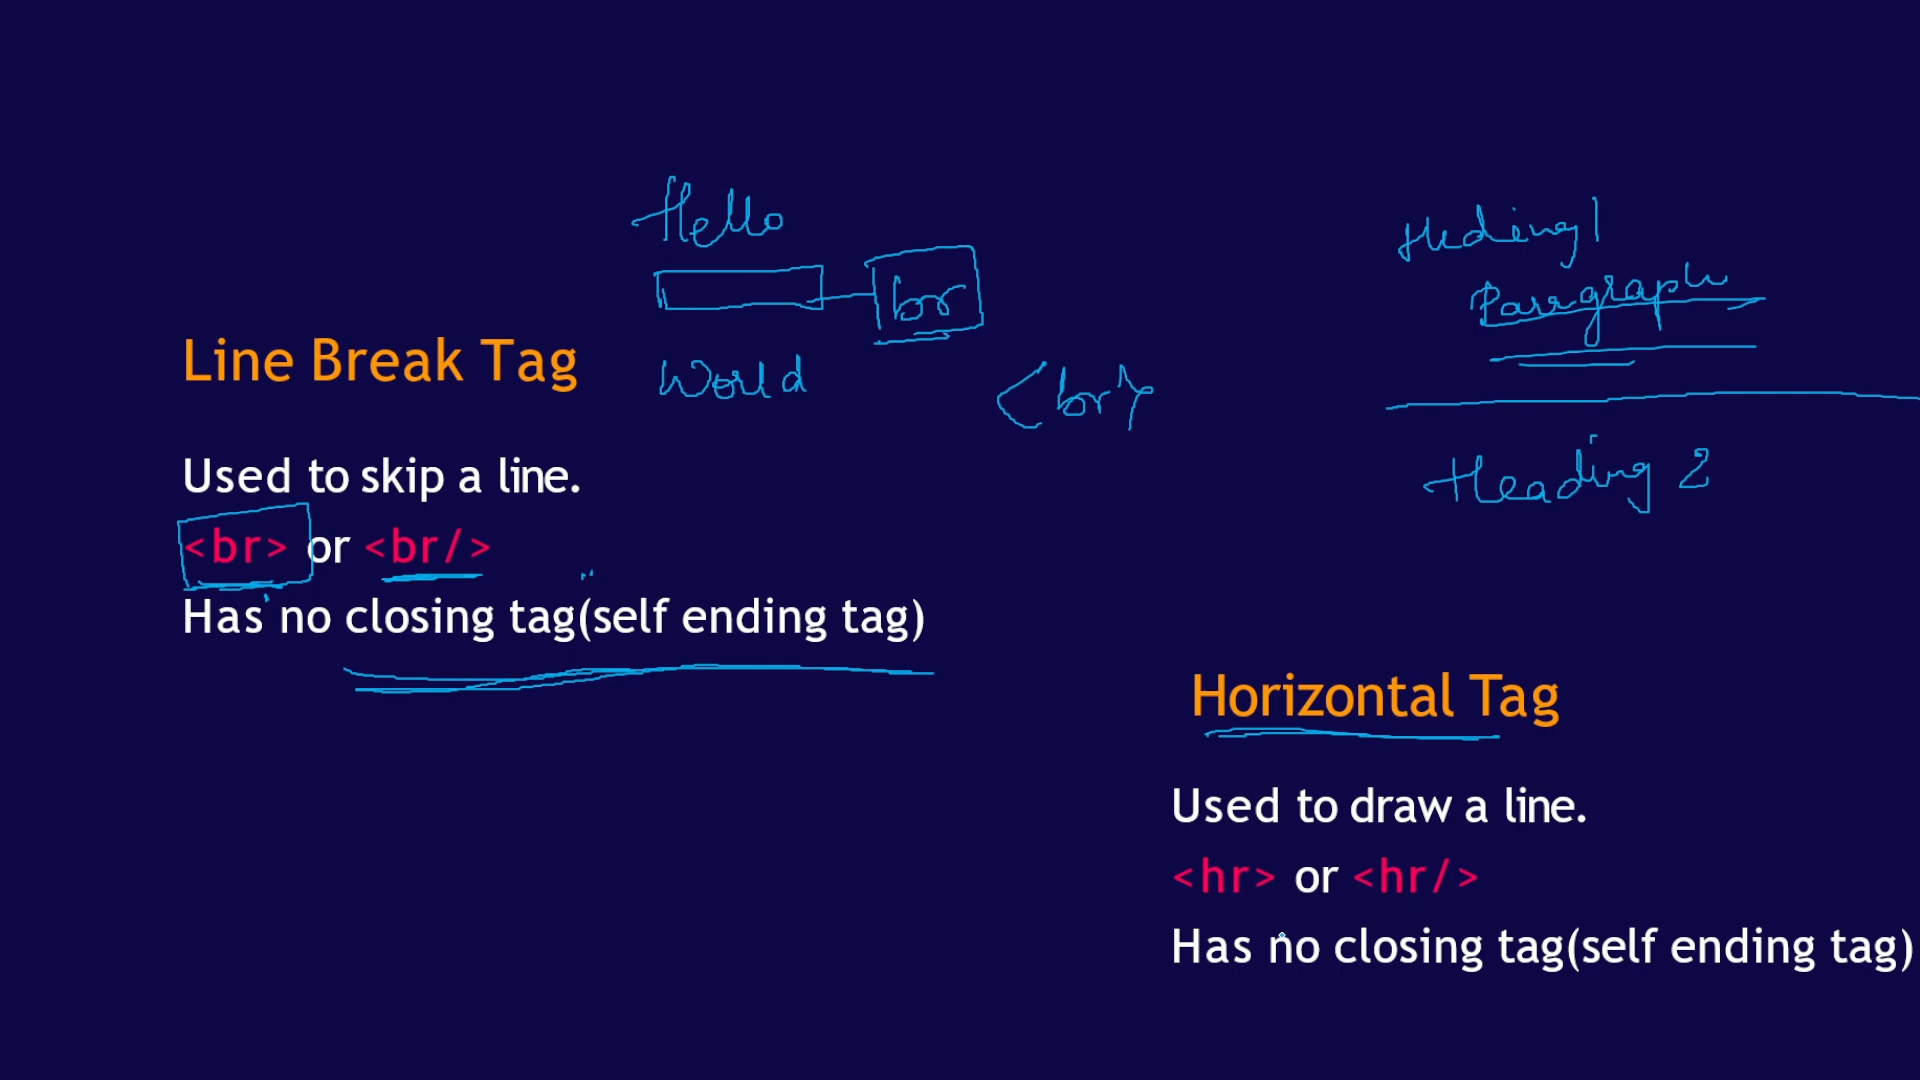 Hello
br
World
<br>
Heding 1
Paragraph
Heading 2
Line Break Tag
Used to skip a line.
<br> or <br/>
Has no closing tag(self ending tag)
Horizontal Tag
Used to draw a line.
<hr> or <hr/>
Has no closing tag(self ending tag)